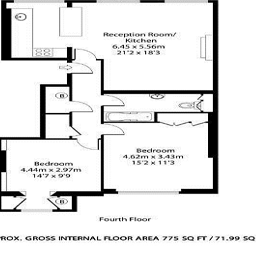 Reception Room/
Kitchen
6.45 x 5.56m
21'2 x 18'3
B
Bedroom
4.62m x 3.43m
15'2 x 11'3
Bedroom
4.44m x 2.97m
14'7 x 9'9
Fourth Floor
ROX. GROSS INTERNAL FLOOR AREA 775 SQ FT / 71.99 SQ